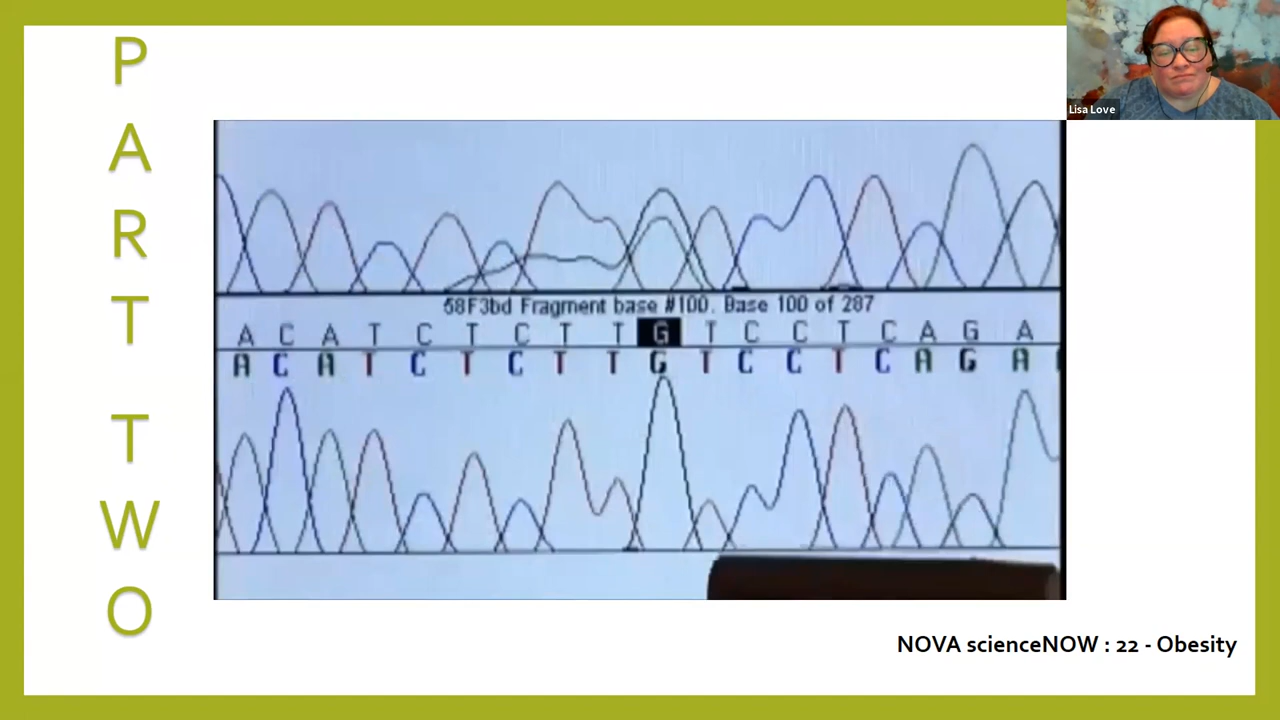 PART TWO
Lisa Love
58F3bd Fragment base #100. Base 100 of 287
A C A T C T C T T G T C C T C A G A
A C A T C T C T T G T C C T C A G A
NOVA scienceNOW : 22 - Obesity